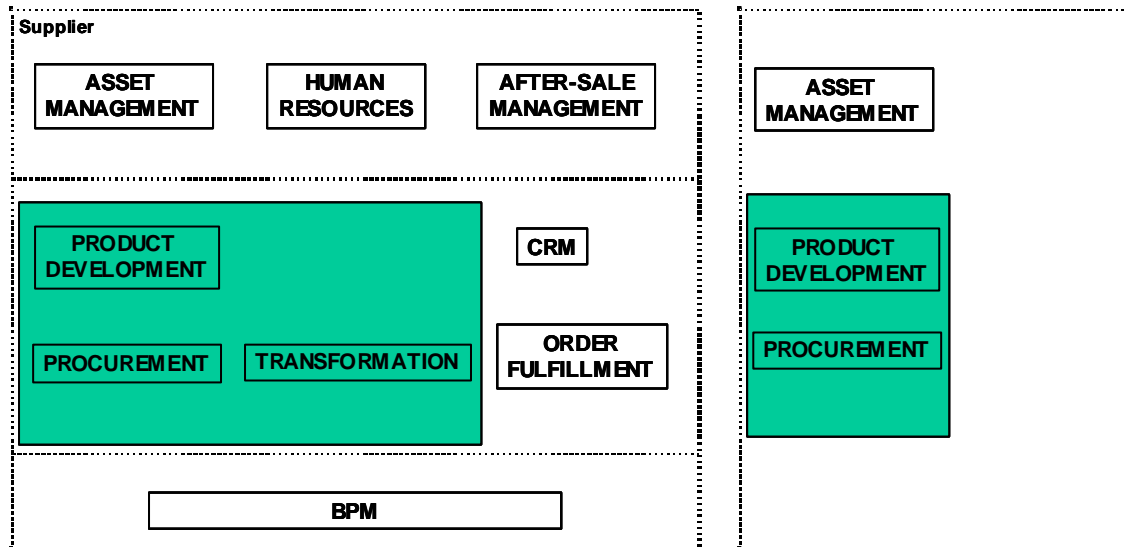 Supplier
ASSET
MANAGEMENT
HUMAN
RESOURCES
AFTER-SALE
MANAGEMENT
PRODUCT
DEVELOPMENT
CRM
PROCUREMENT
TRANSFORMATION
ORDER
FULFILLMENT
BPM
ASSET
MANAGEMENT
PRODUCT
DEVELOPMENT
PROCUREMENT